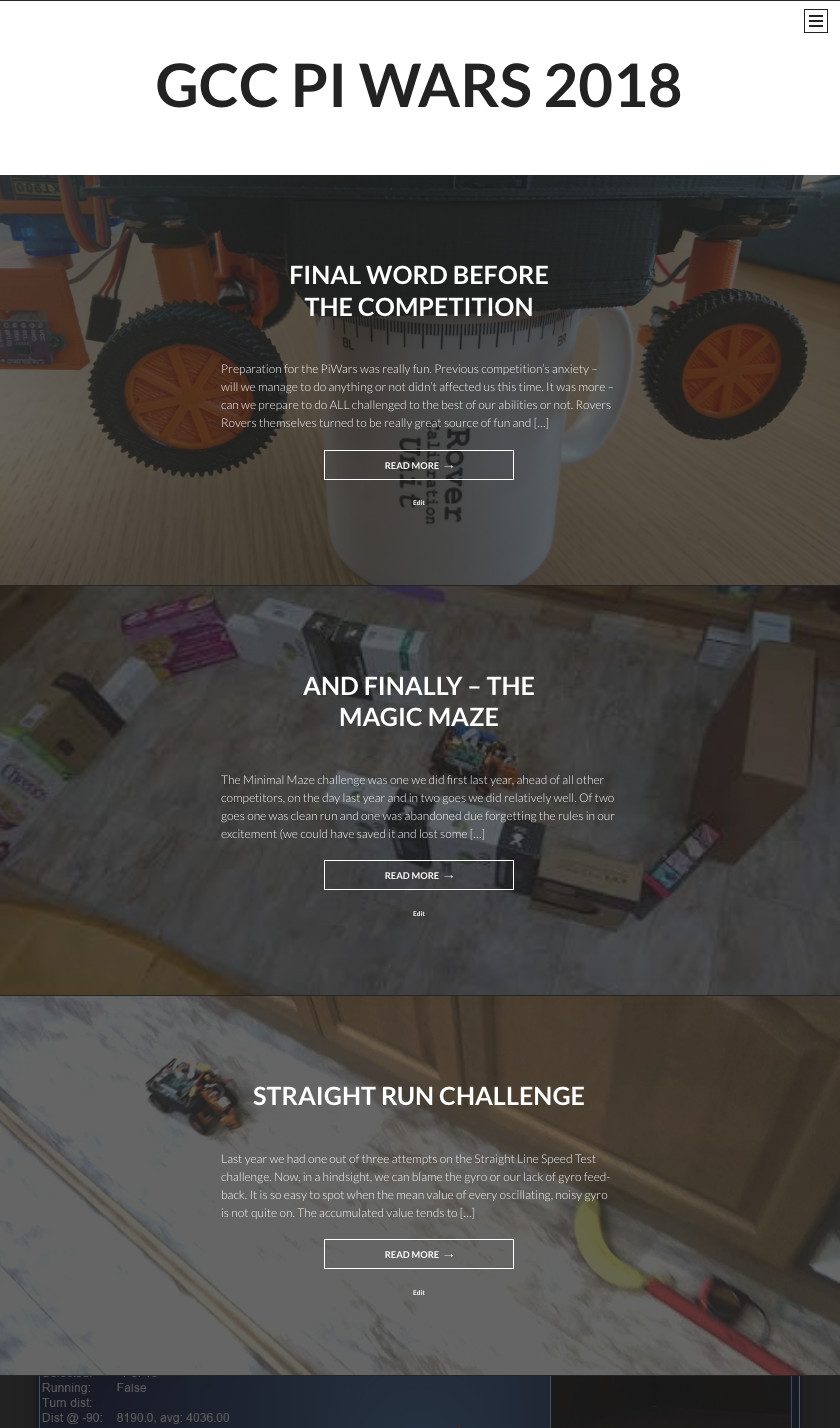 GCC PI WARS 2018
FINAL WORD BEFORE
THE COMPETITION
Preparation for the PiWars was really fun. Previous competition's anxiety –
will we manage to do anything or not didn't affected us this time. It was more –
can we prepare to do ALL challenged to the best of our abilities or not. Rovers
Rovers themselves turned to be really great source of fun and [...]
READ MORE →
Edit
Rover
alibration
Unit
AND FINALLY – THE
MAGIC MAZE
The Minimal Maze challenge was one we did first last year, ahead of all other
competitors, on the day last year and in two goes we did relatively well. Of two
goes one was clean run and one was abandoned due forgetting the rules in our
excitement (we could have saved it and lost some [...]
READ MORE →
Edit
STRAIGHT RUN CHALLENGE
Last year we had one out of three attempts on the Straight Line Speed Test
challenge. Now, in a hindsight, we can blame the gyro or our lack of gyro feed-
back. It is so easy to spot when the mean value of every oscillating, noisy gyro
is not quite on. The accumulated value tends to [...]
READ MORE →
Edit
Running: False
Turn dist:
Dist @ -90: 8190.0, avg: 4036.00